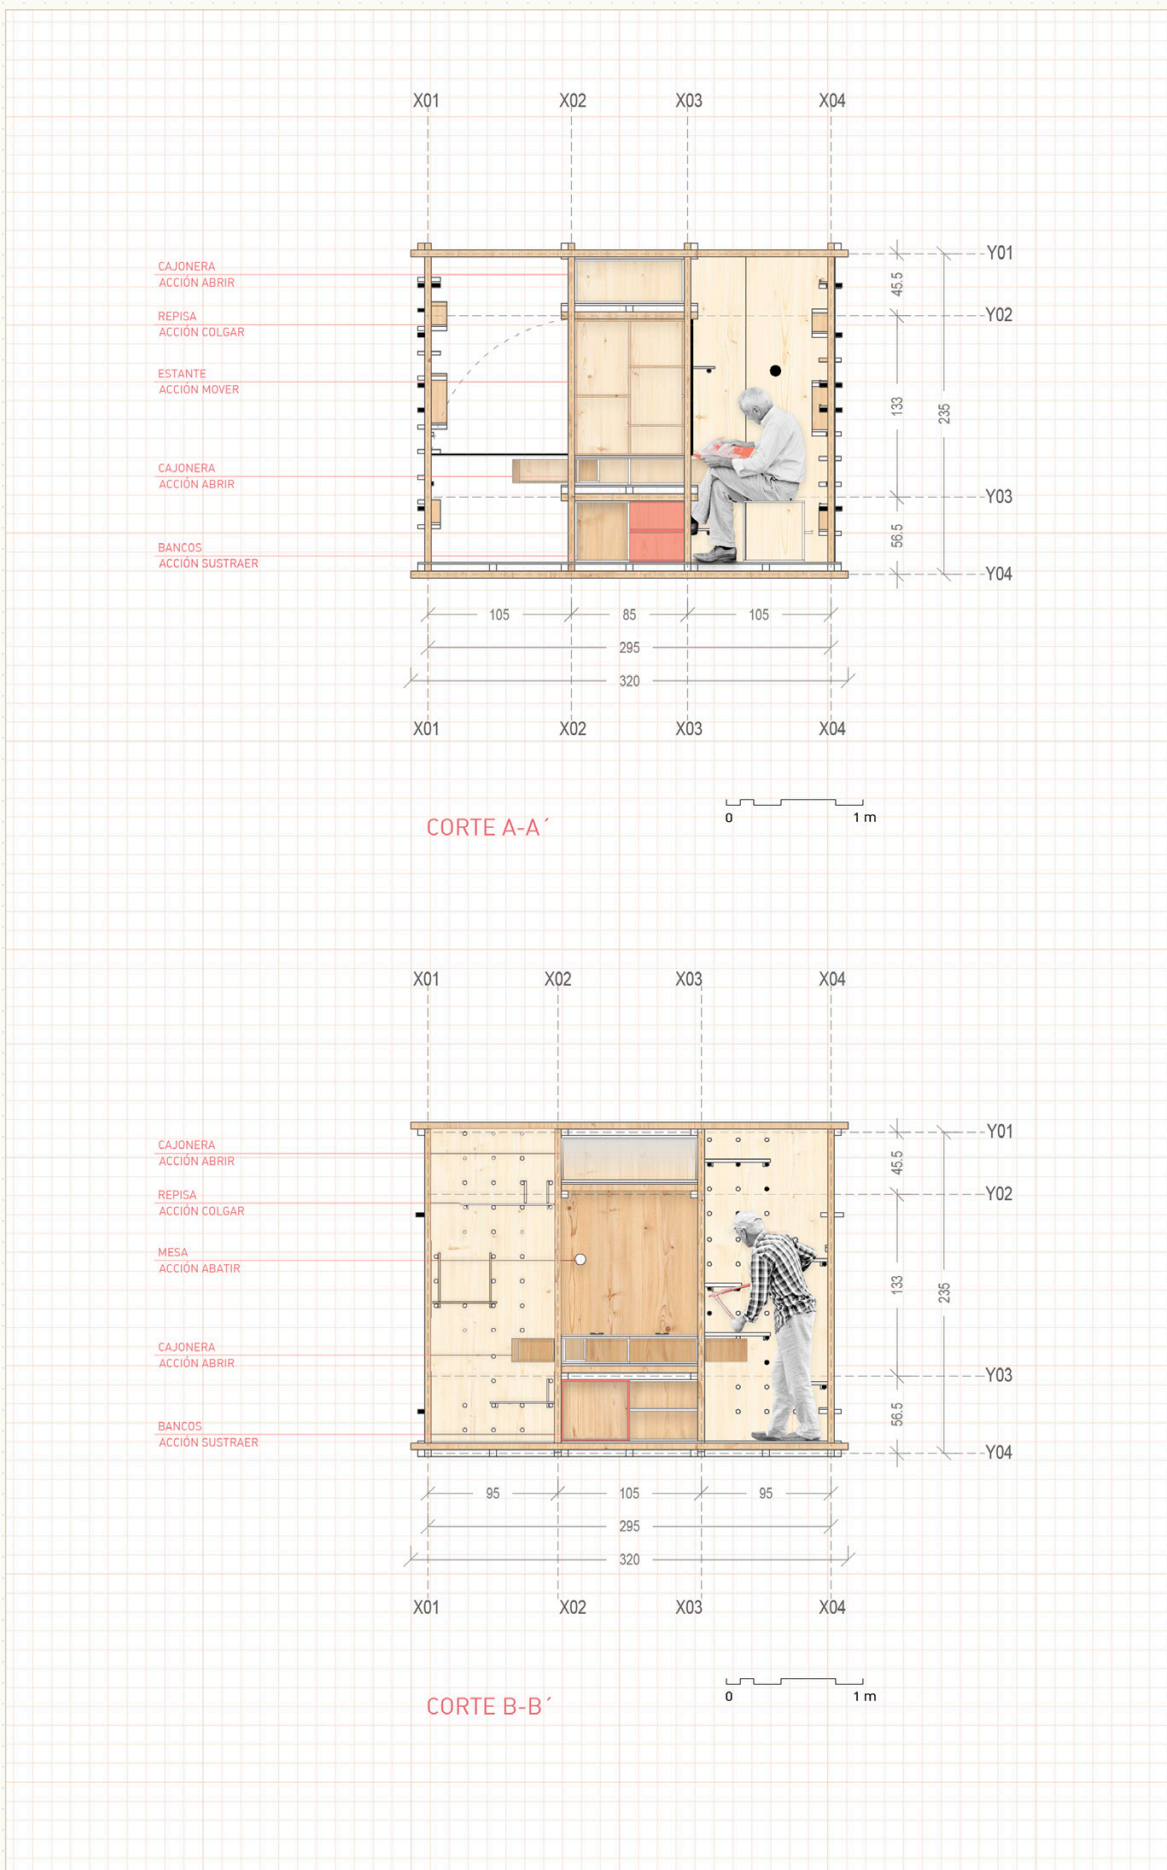 X01 X02 X03 X04
Y01
CAJONERA
ACCIÓN ABRIR
45.5
REPISA
ACCIÓN COLGAR
Y02
ESTANTE
ACCIÓN MOVER
133
235
CAJONERA
ACCIÓN ABRIR
Y03
56.5
BANCOS
ACCIÓN SUSTRAER
Y04
105 85 105
295
320
X01 X02 X03 X04
0 1 m
CORTE A-A´
X01 X02 X03 X04
Y01
CAJONERA
ACCIÓN ABRIR
45.5
REPISA
ACCIÓN COLGAR
Y02
MESA
ACCIÓN ABATIR
133
235
CAJONERA
ACCIÓN ABRIR
Y03
56.5
BANCOS
ACCIÓN SUSTRAER
Y04
95 105 95
295
320
X01 X02 X03 X04
0 1 m
CORTE B-B´